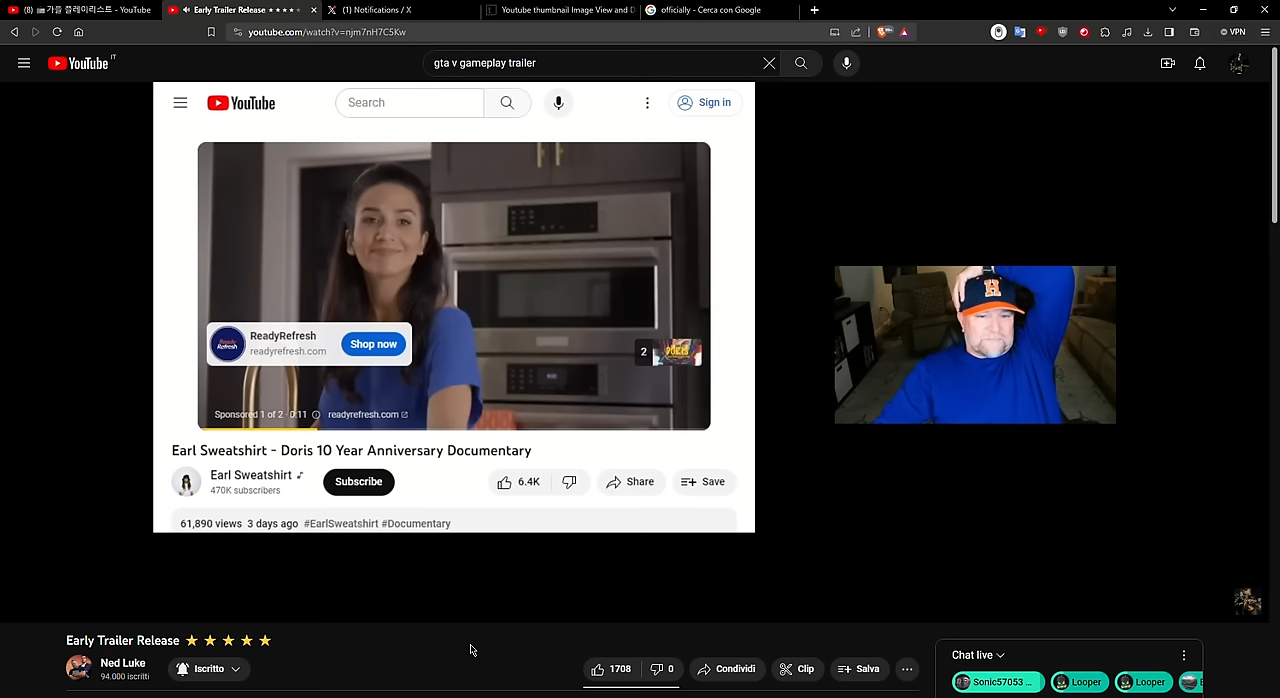 (8) 📼 가을 플레이리스트 - YouTube
Early Trailer Release ⭑ ⭑ ⭑ ⭑
(1) Notifications / X
Youtube thumbnail Image View and D
officially - Cerca con Google
youtube.com/watch?v=njm7nH7C5Kw
VPN
YouTube IT
gta v gameplay trailer
YouTube
Search
Sign in
ReadyRefresh
readyrefresh.com
Shop now
2
Sponsored 1 of 2 · 0:11
readyrefresh.com
Earl Sweatshirt - Doris 10 Year Anniversary Documentary
Earl Sweatshirt
470K subscribers
Subscribe
6.4K
Share
Save
61,890 views 3 days ago #EarlSweatshirt #Documentary
H
Early Trailer Release ★ ★ ★ ★ ★
Ned Luke
94.000 iscritti
Iscritto
1708
0
Condividi
Clip
Salva
Chat live
Sonic57053 ...
Looper
Looper